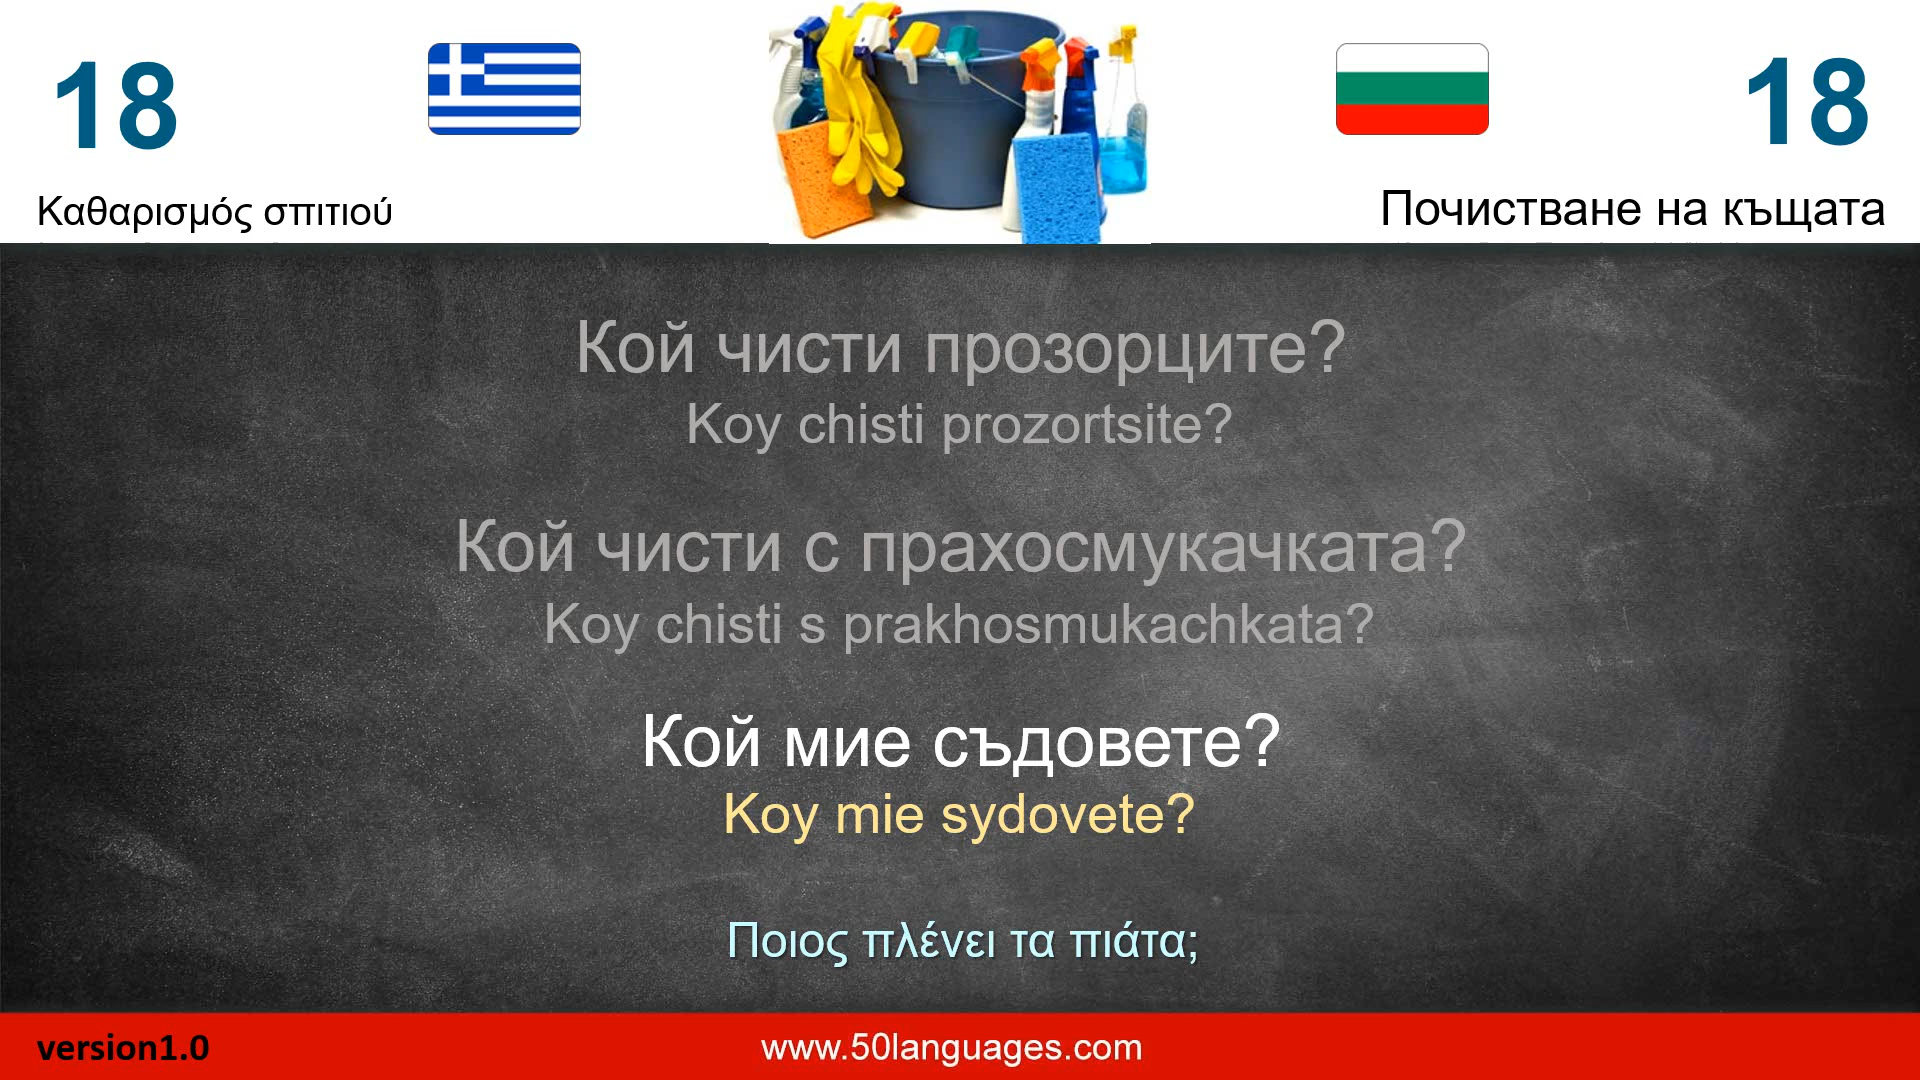 18
18
Καθαρισμός σπιτιού
Почистване на къщата
Кой чисти прозорците?
Koy chisti prozortsite?
Кой чисти с прахосмукачката?
Koy chisti s prakhosmukachkata?
Кой мие съдовете?
Koy mie sydovete?
Ποιος πλένει τα πιάτα;
version1.0
www.50languages.com